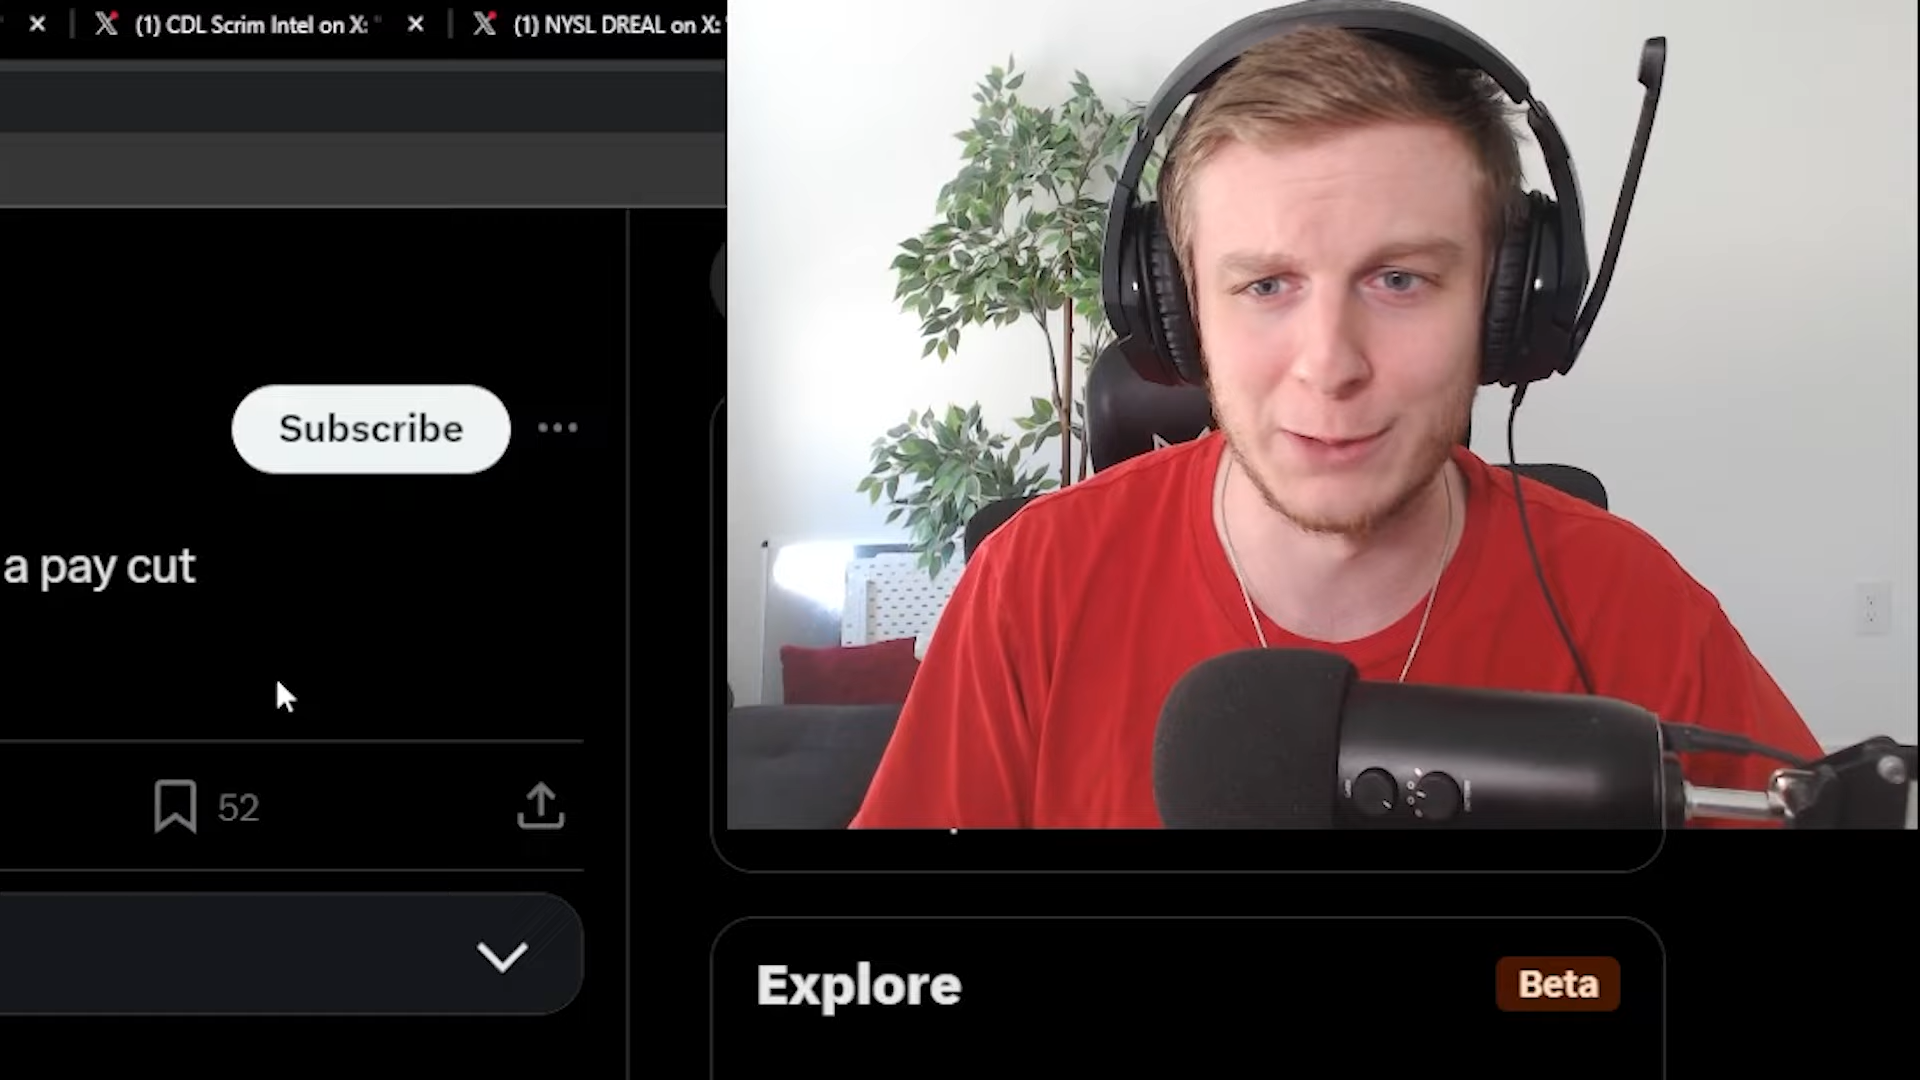 (1) CDL Scrim Intel on X: "
(1) NYSL DREAL on X: "
Subscribe
a pay cut
52
Explore
Beta